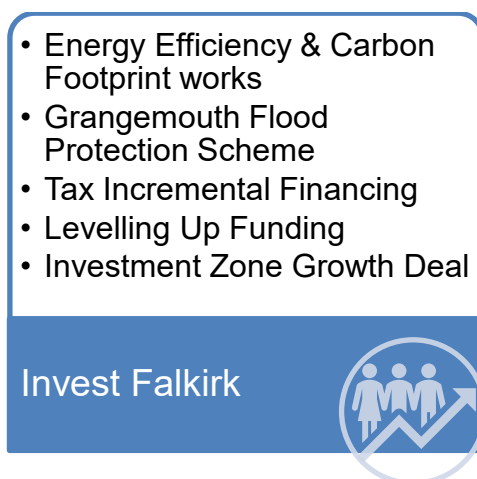 • Energy Efficiency & Carbon
Footprint works
• Grangemouth Flood
Protection Scheme
• Tax Incremental Financing
• Levelling Up Funding
• Investment Zone Growth Deal
Invest Falkirk